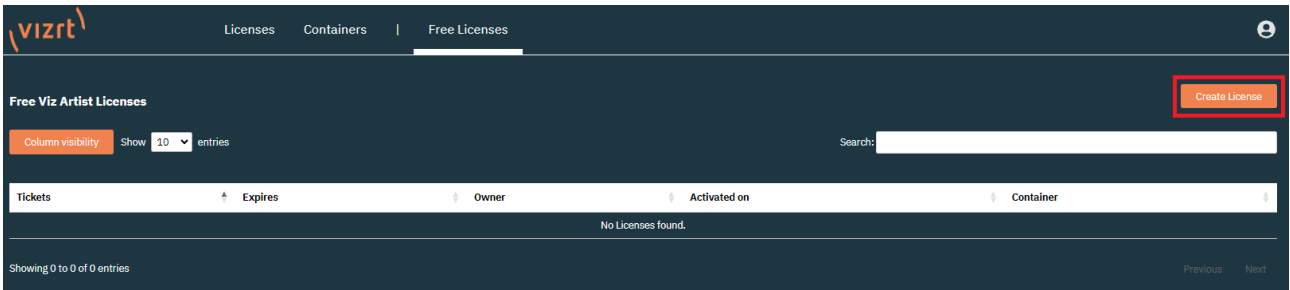 vizrt
Licenses Containers | Free Licenses
Create License
Free Viz Artist Licenses
Column visibility Show 10 entries Search:
Tickets Expires Owner Activated on Container
No Licenses found.
Showing 0 to 0 of 0 entries Previous Next